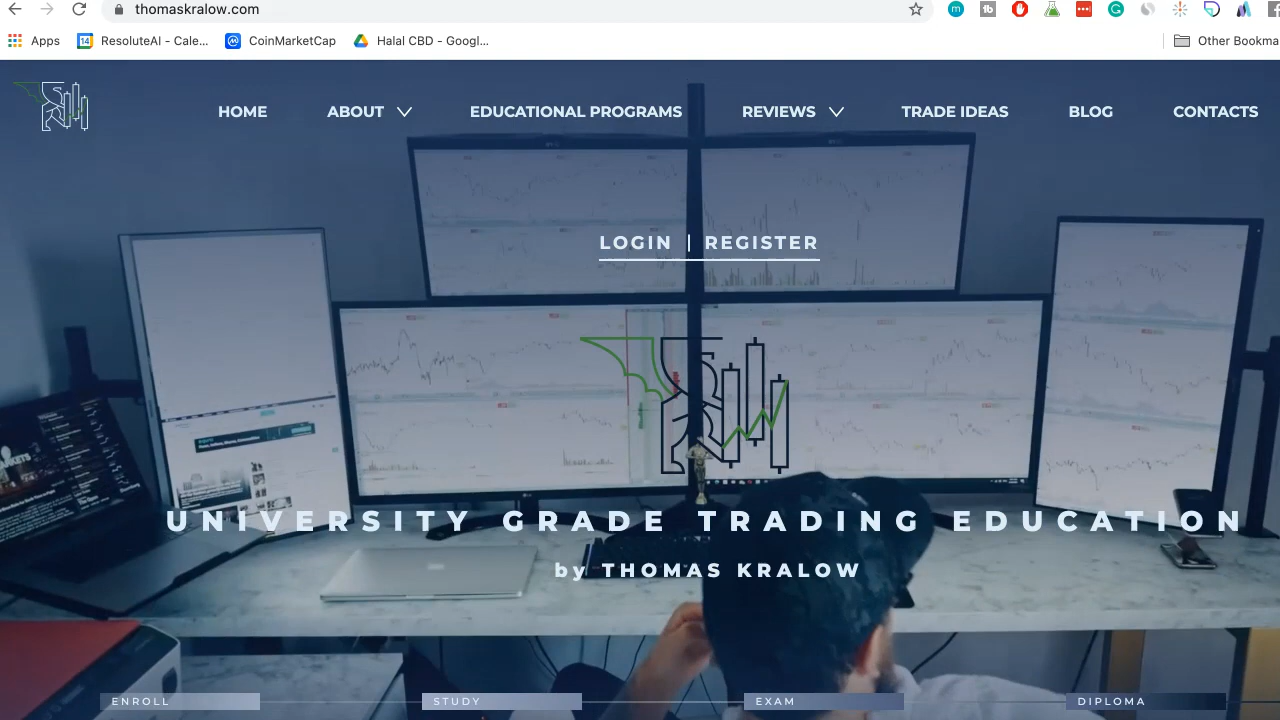 thomaskralow.com
Apps
14
ResoluteAI - Cale...
CoinMarketCap
Halal CBD - Googl...
Other Bookma
HOME
ABOUT
EDUCATIONAL PROGRAMS
REVIEWS
TRADE IDEAS
BLOG
CONTACTS
LOGIN | REGISTER
UNIVERSITY GRADE TRADING EDUCATION
by THOMAS KRALOW
ENROLL
STUDY
EXAM
DIPLOMA